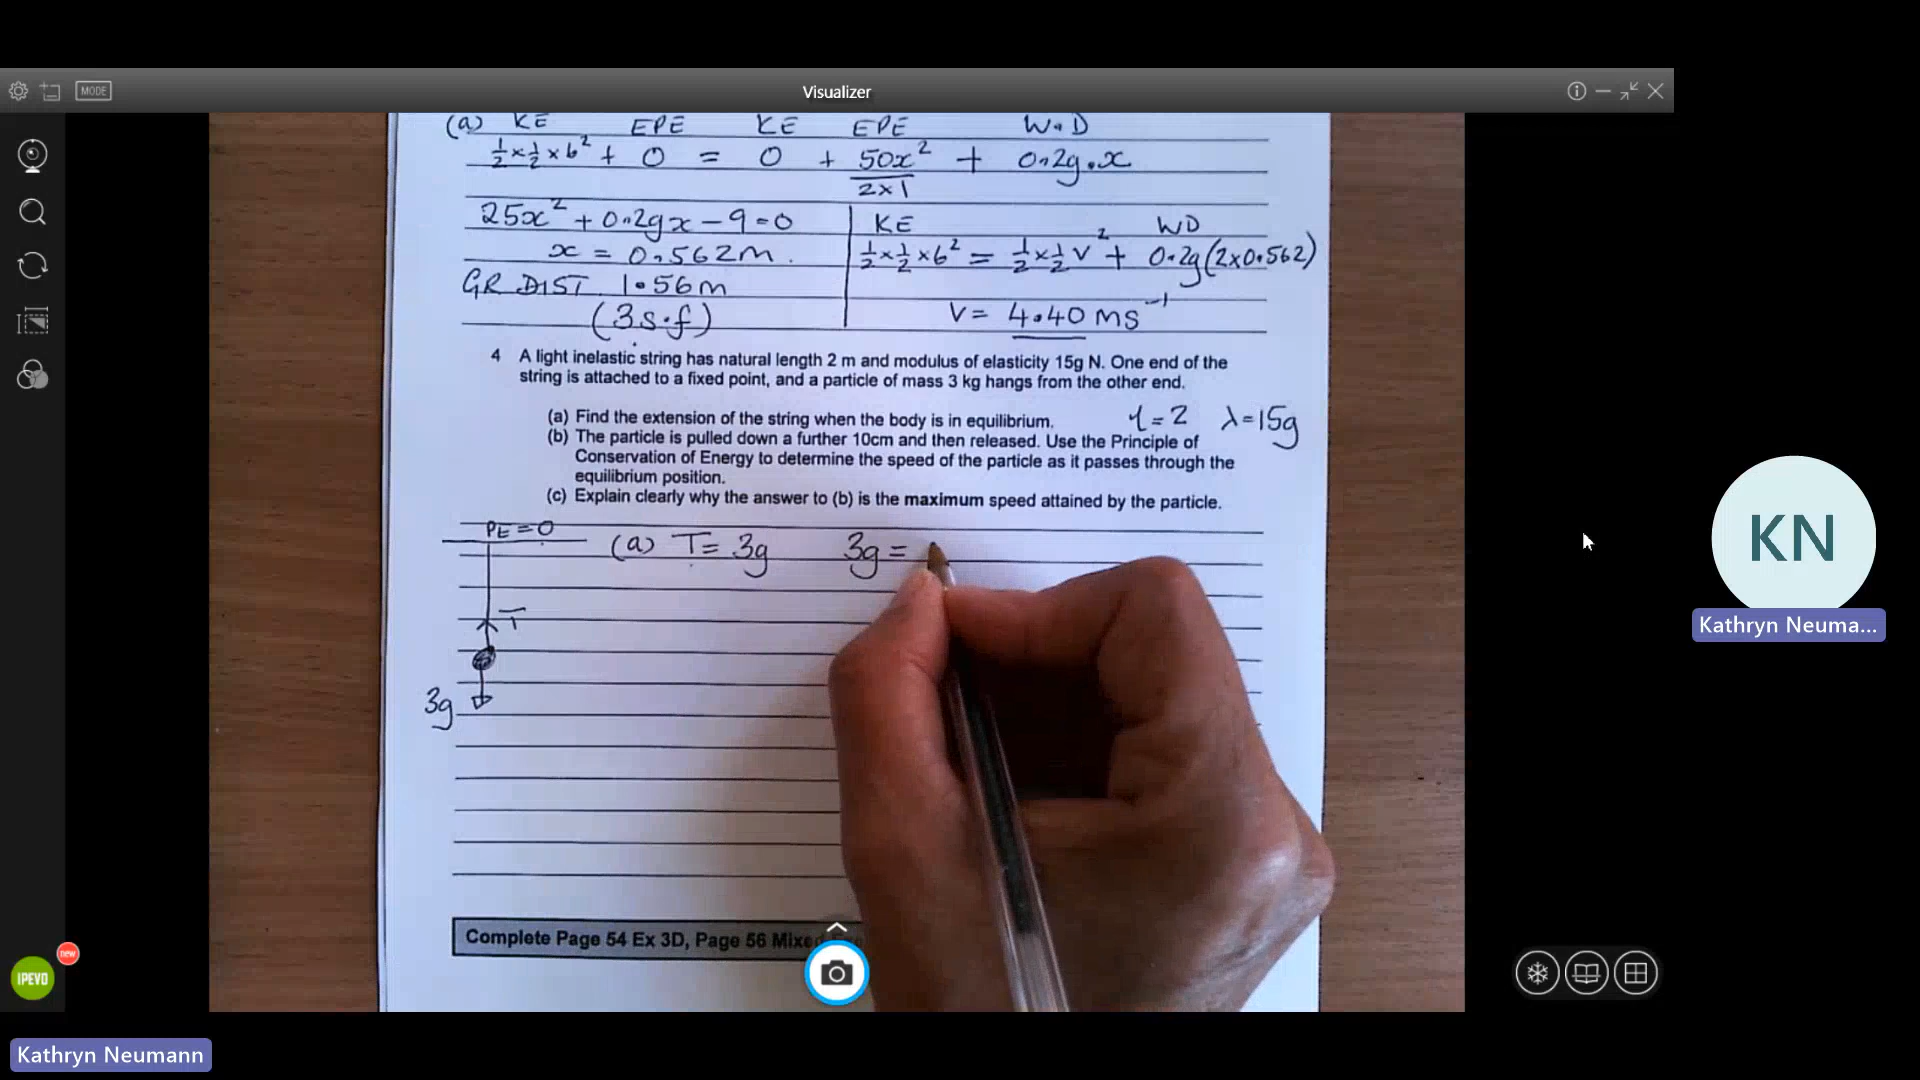 MODE
Visualizer
(a) KE EPE KE EPE W.D
½×½×6² + 0 = 0 + 50x²/2×1 + 0.2g.x
25x² + 0.2gx - 9 = 0
x = 0.562m.
GR DIST 1.56m
(3s.f)
KE WD
½×½×6² = ½×½v² + 0.2g(2×0.562)
v = 4.40 ms⁻¹
4 A light inelastic string has natural length 2 m and modulus of elasticity 15g N. One end of the
string is attached to a fixed point, and a particle of mass 3 kg hangs from the other end.
(a) Find the extension of the string when the body is in equilibrium.
l = 2 λ = 15g
(b) The particle is pulled down a further 10cm and then released. Use the Principle of
Conservation of Energy to determine the speed of the particle as it passes through the
equilibrium position.
(c) Explain clearly why the answer to (b) is the maximum speed attained by the particle.
PE = 0
(a) T = 3g 3g =
T
3g
Complete Page 54 Ex 3D, Page 56
new
IPEVO
KN
Kathryn Neuma...
Kathryn Neumann